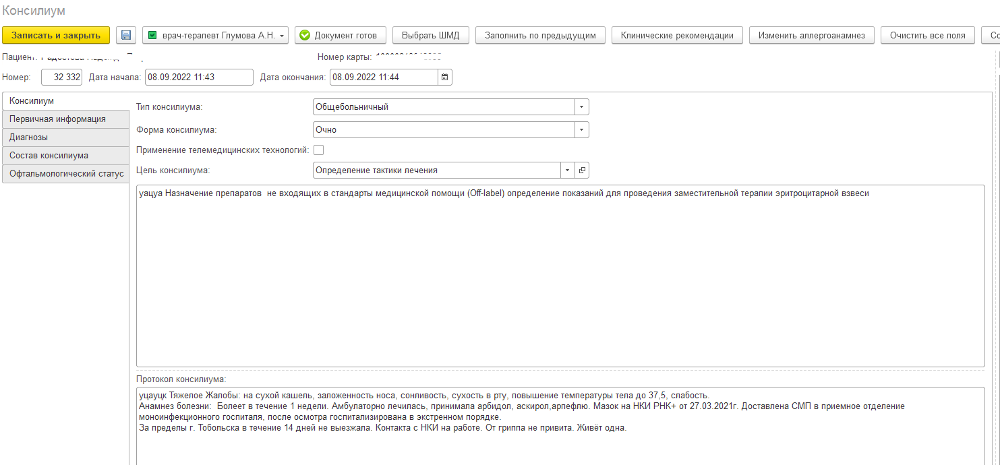 Консилиум
Записать и закрыть врач-терапевт Глумова А.Н. Документ готов Выбрать ШМД Заполнить по предыдущим Клинические рекомендации Изменить аллергоанамнез Очистить все поля
Пациент: Номер карты:
Номер: 32 332 Дата начала: 08.09.2022 11:43 Дата окончания: 08.09.2022 11:44
Консилиум
Первичная информация
Диагнозы
Состав консилиума
Офтальмологический статус
Тип консилиума: Общебольничный
Форма консилиума: Очно
Применение телемедицинских технологий:
Цель консилиума: Определение тактики лечения
уацуа Назначение препаратов  не входящих в стандарты медицинской помощи (Off-label) определение показаний для проведения заместительной терапии эритроцитарной взвеси
Протокол консилиума:
уцауцк Тяжелое Жалобы: на сухой кашель, заложенность носа, сонливость, сухость в рту, повышение температуры тела до 37,5, слабость.
Анамнез болезни:  Болеет в течение 1 недели. Амбулаторно лечилась, принимала арбидол, аскирол,арпефлю. Мазок на НКИ РНК+ от 27.03.2021г. Доставлена СМП в приемное отделение
моноинфекционного госпиталя, после осмотра госпитализирована в экстренном порядке.
За пределы г. Тобольска в течение 14 дней не выезжала. Контакта с НКИ на работе. От гриппа не привита. Живёт одна.